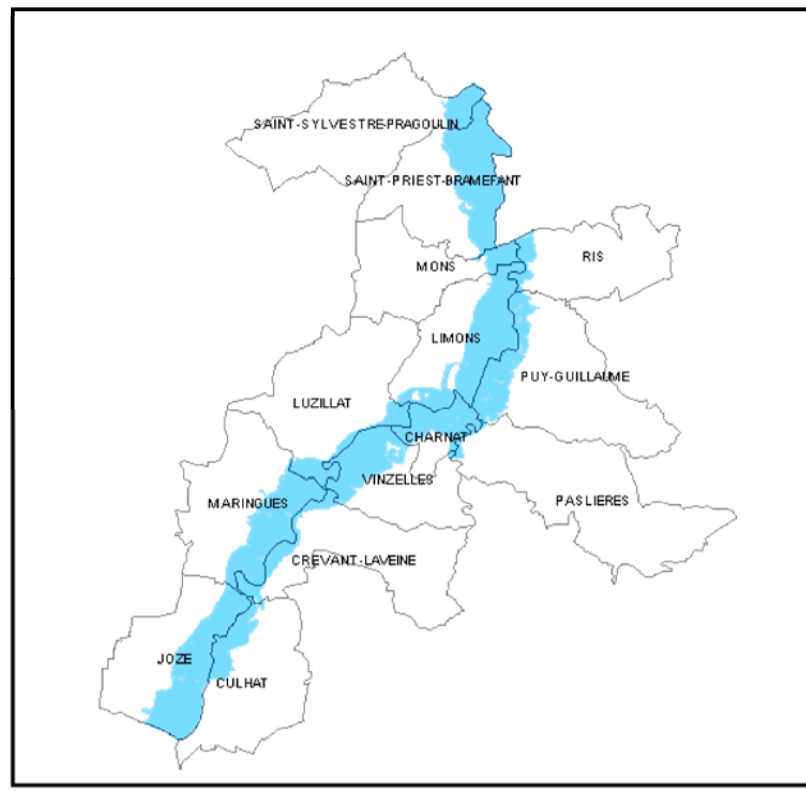 SAINT-SYLVESTRE-PRAGOULIN
SAINT-PRIEST-BRAMEFANT
RIS
MONS
LIMONS
PUY-GUILLAUME
LUZILLAT
CHARNAT
VINZELLES
PASLIERES
MARINGUES
CREVANT-LAVEINE
JOZE
CULHAT